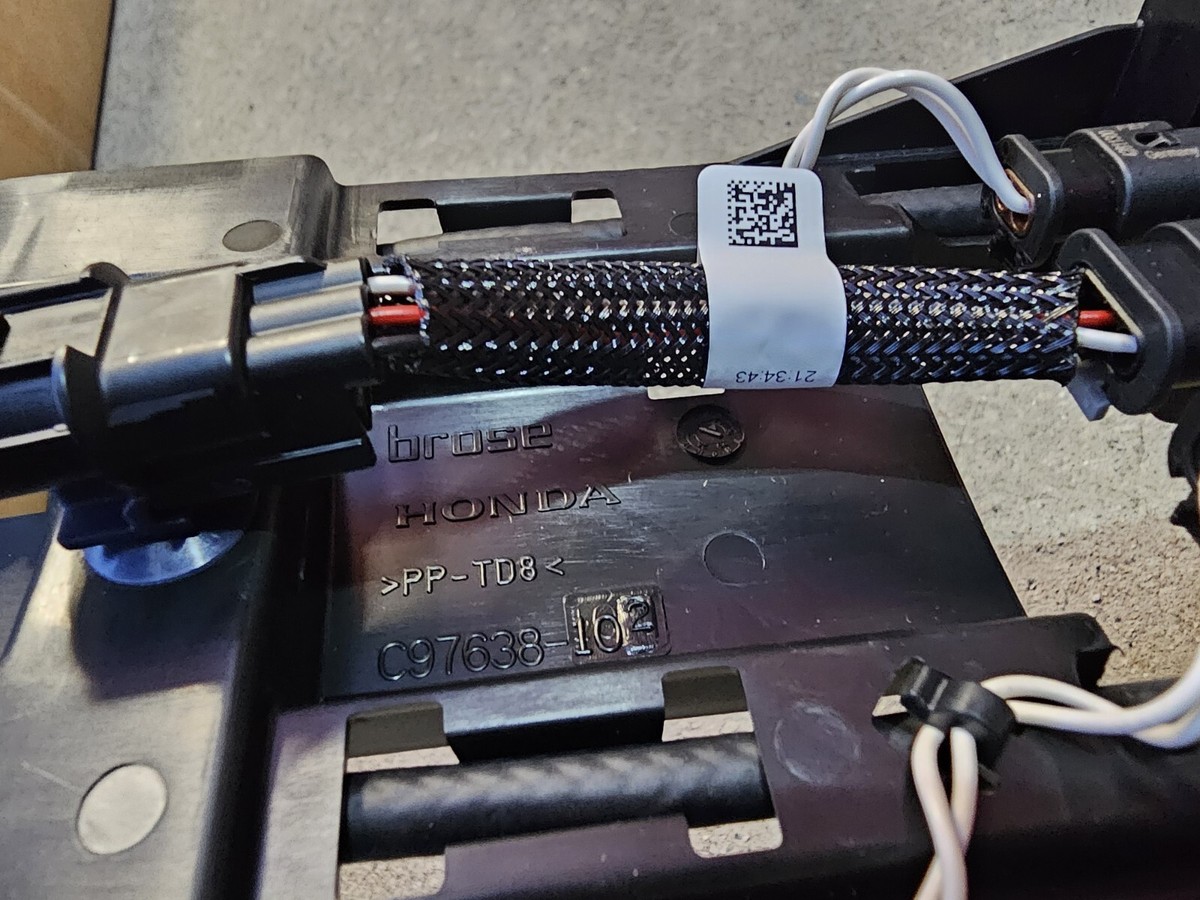 21:34:43
brose
HONDA
>PP-TD8<
C97638-102